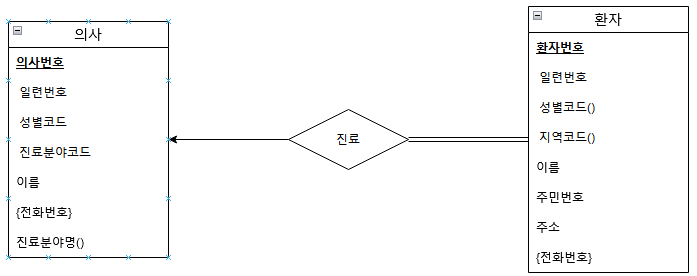 의사
의사번호
일련번호
성별코드
진료분야코드
이름
{전화번호}
진료분야명()
진료
환자
환자번호
일련번호
성별코드()
지역코드()
이름
주민번호
주소
{전화번호}